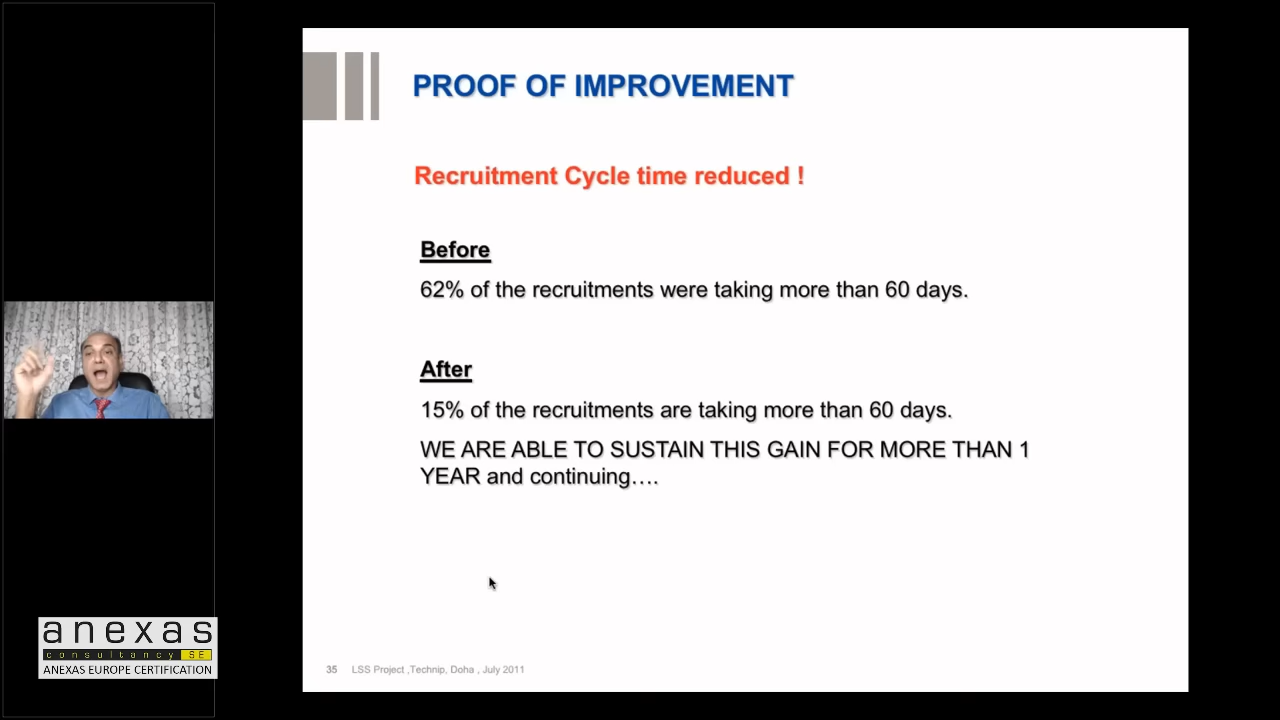 PROOF OF IMPROVEMENT
Recruitment Cycle time reduced !
Before
62% of the recruitments were taking more than 60 days.
After
15% of the recruitments are taking more than 60 days.
WE ARE ABLE TO SUSTAIN THIS GAIN FOR MORE THAN 1
YEAR and continuing….
35 LSS Project ,Technip, Doha , July 2011
anexas
consultancy SE
ANEXAS EUROPE CERTIFICATION